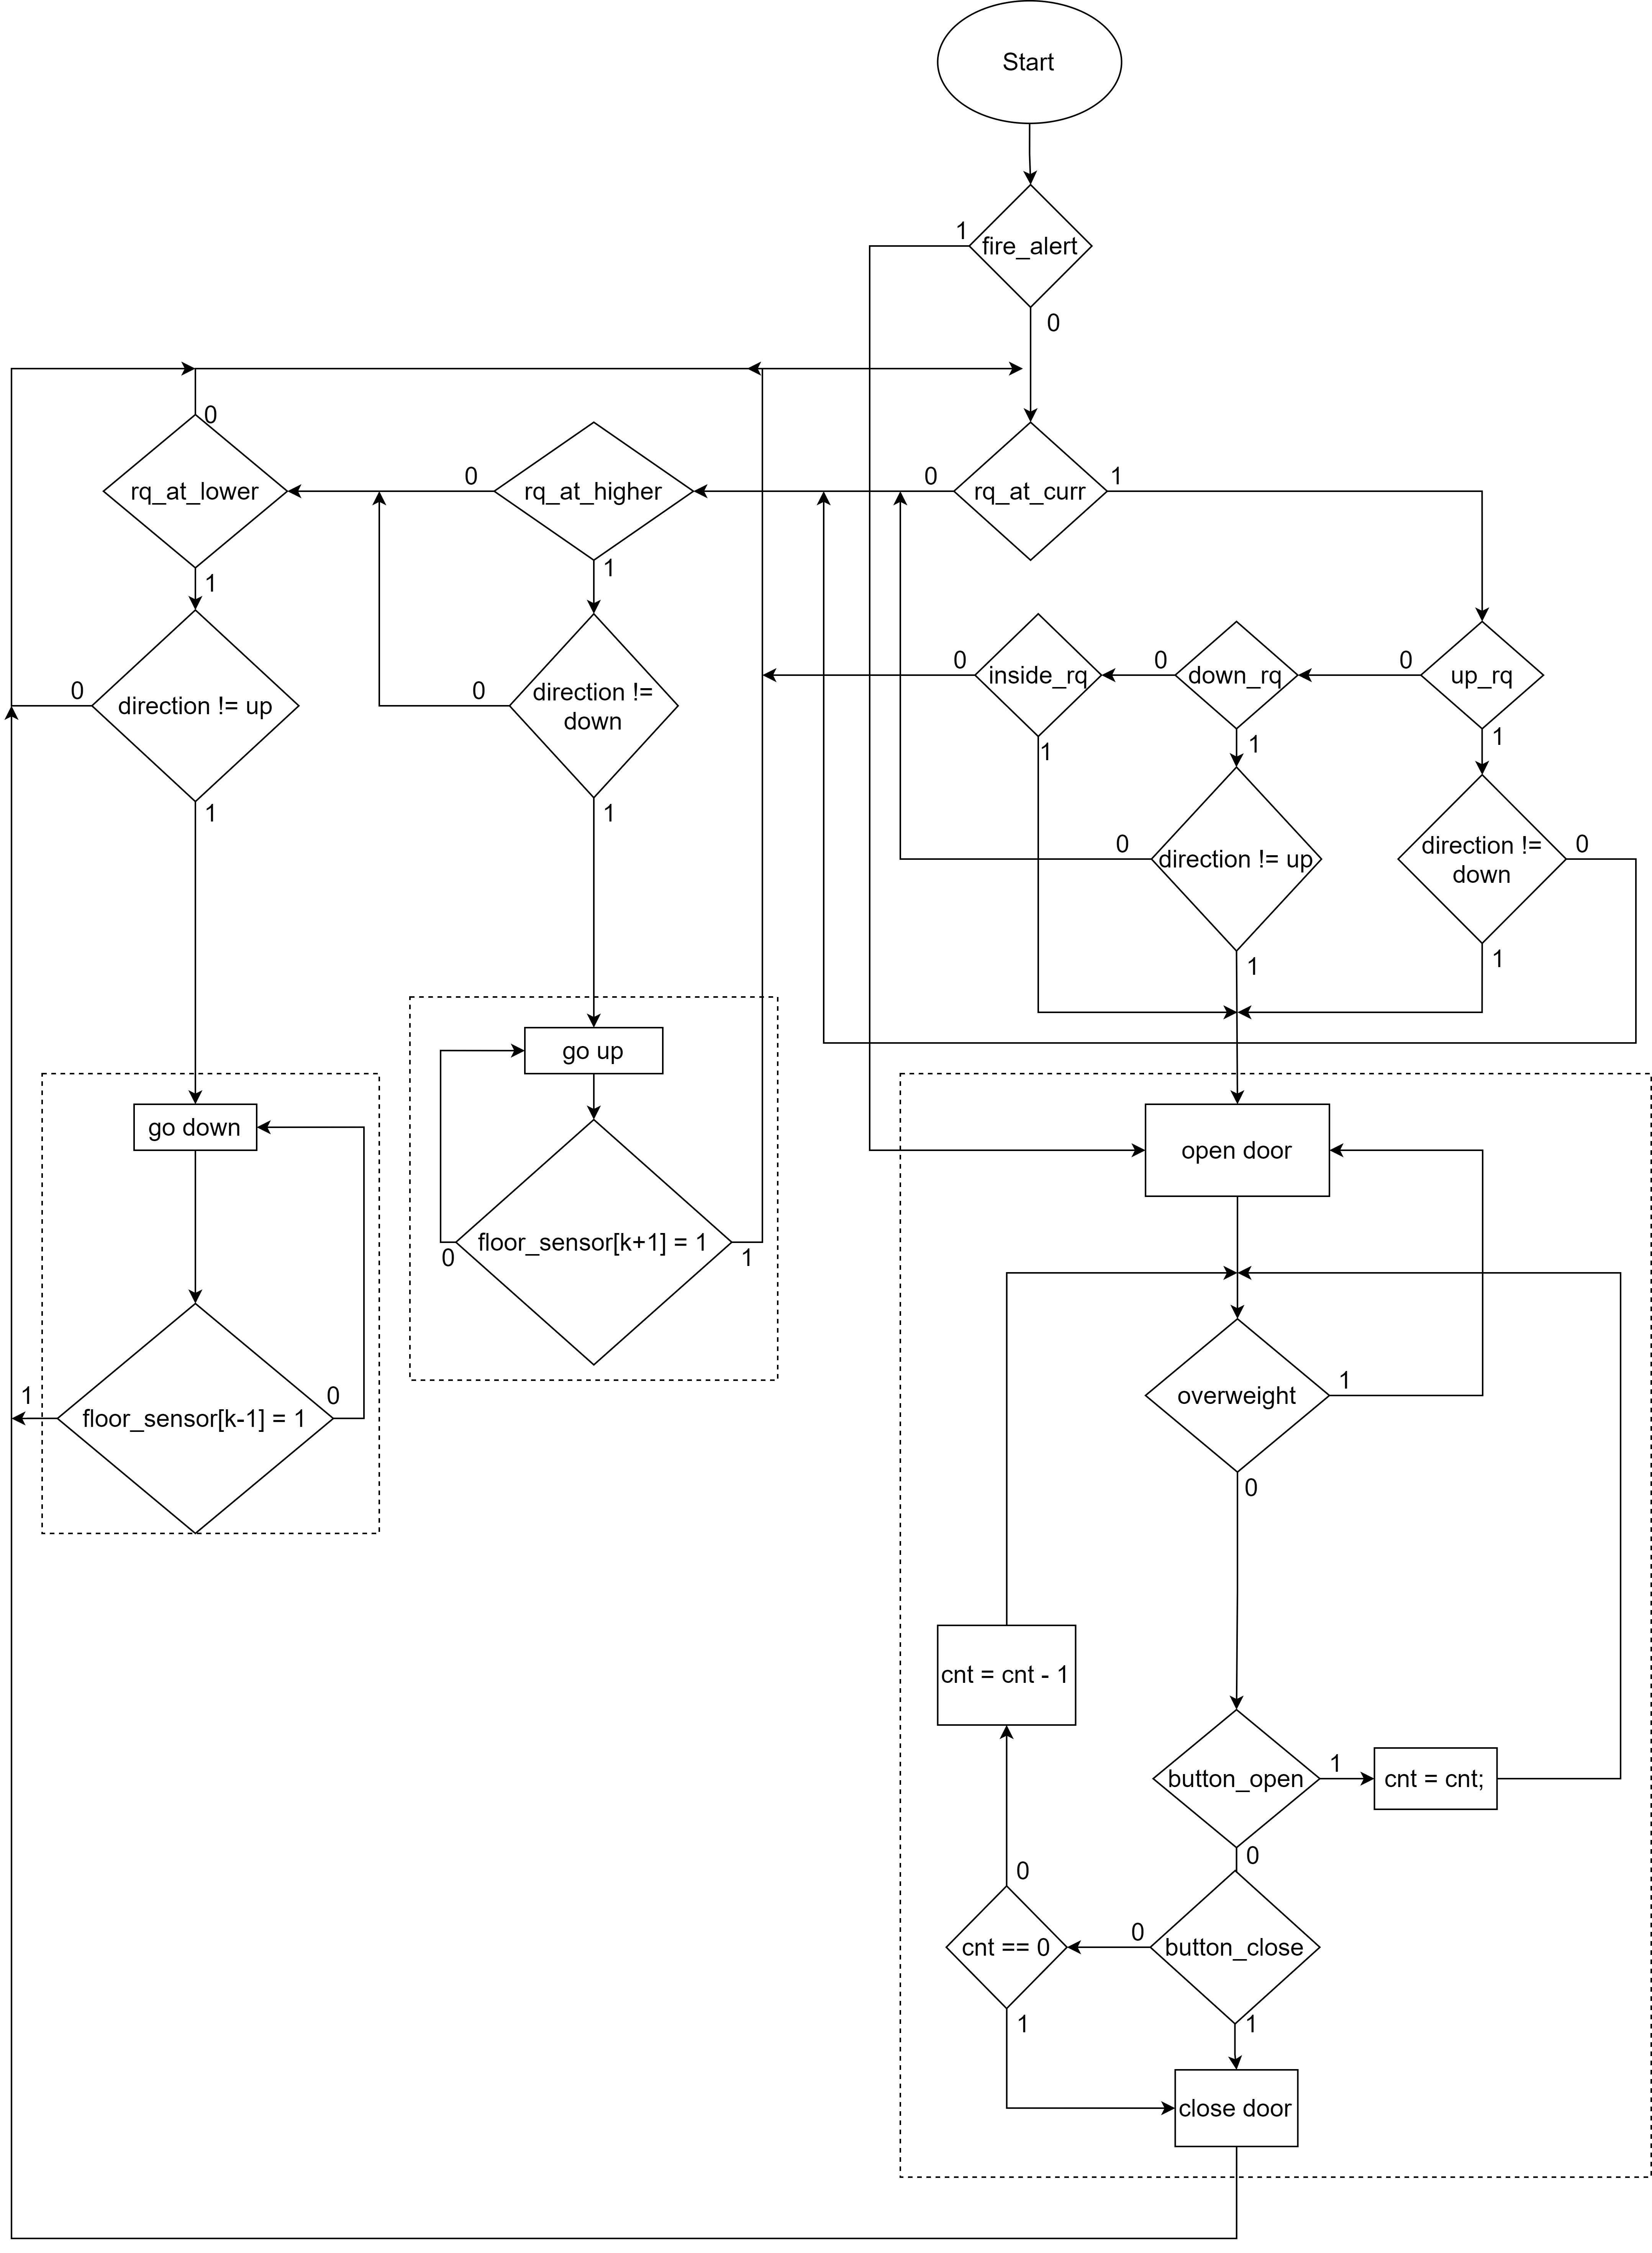 Start
1
fire_alert
0
0
rq_at_lower
1
0
rq_at_higher
1
0
rq_at_curr
1
0
direction != up
1
0
direction !=
down
1
0
inside_rq
1
0
down_rq
1
0
up_rq
1
0
direction != up
1
direction !=
down
0
1
go up
floor_sensor[k+1] = 1
0
1
go down
1
floor_sensor[k-1] = 1
0
open door
overweight
1
0
cnt = cnt - 1
button_open
1
cnt = cnt;
0
0
cnt == 0
1
0
button_close
1
close door